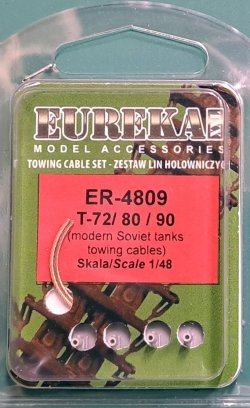 EUREKA XXL
MODEL ACCESSORIES
TOWING CABLE SET - ZESTAW LIN HOLOWNICZYCH
ER-4809
T-72/ 80 / 90
(modern Soviet tanks
towing cables)
Skala/Scale 1/48